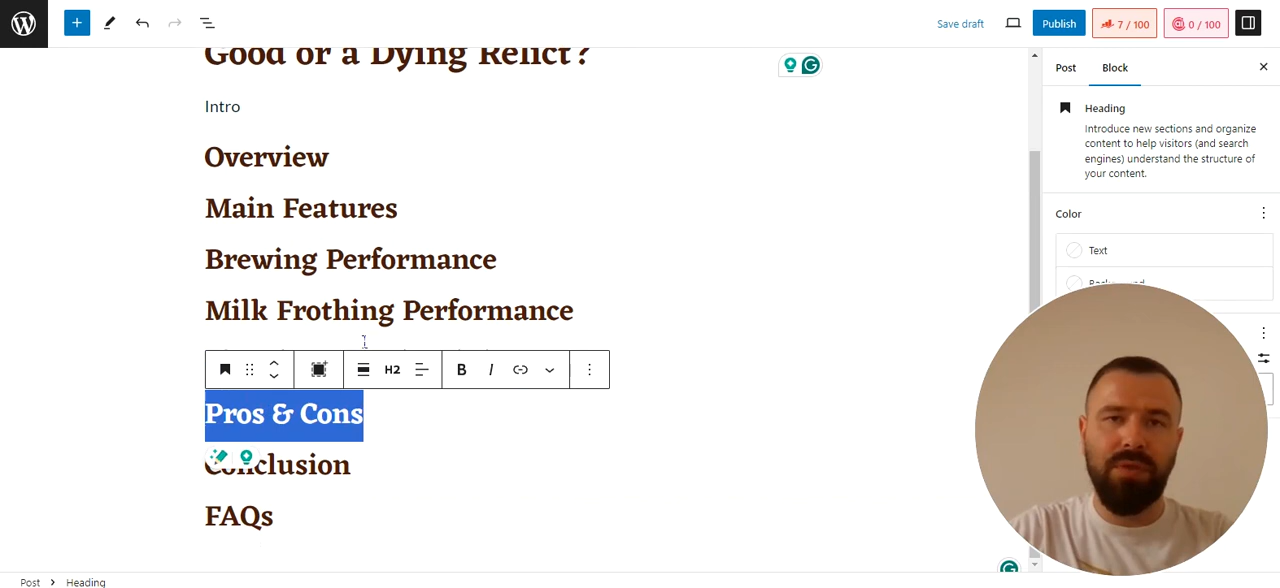 Save draft
Publish
7 / 100
0 / 100
Good or a Dying Relict?
Intro
Overview
Main Features
Brewing Performance
Milk Frothing Performance
H2
B
I
Pros & Cons
Conclusion
FAQs
Post
Block
Heading
Introduce new sections and organize
content to help visitors (and search
engines) understand the structure of
your content.
Color
Text
Background
Post
Heading